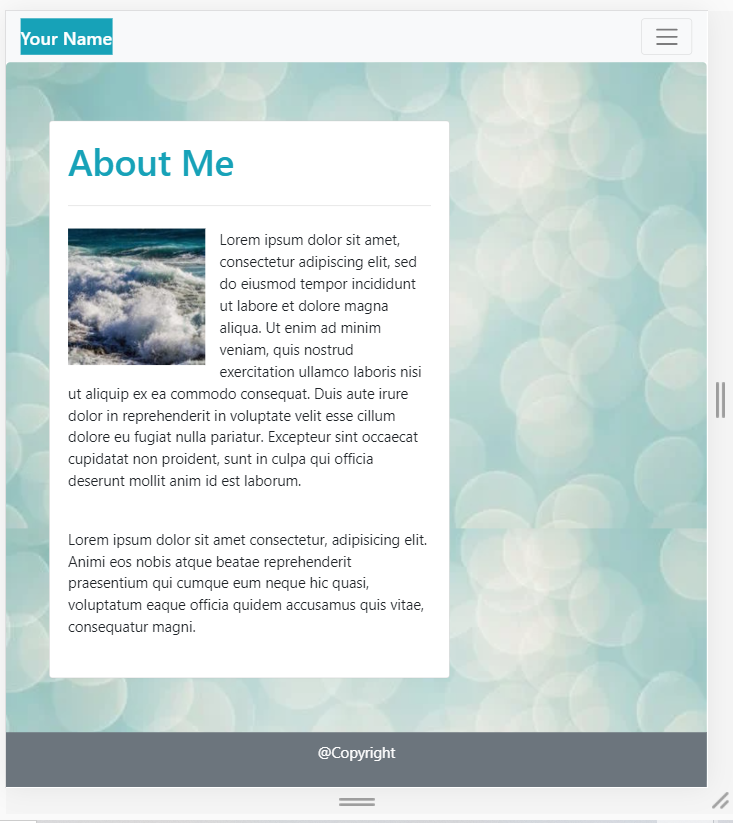 Your Name
About Me
Lorem ipsum dolor sit amet,
consectetur adipiscing elit, sed
do eiusmod tempor incididunt
ut labore et dolore magna
aliqua. Ut enim ad minim
veniam, quis nostrud
exercitation ullamco laboris nisi
ut aliquip ex ea commodo consequat. Duis aute irure
dolor in reprehenderit in voluptate velit esse cillum
dolore eu fugiat nulla pariatur. Excepteur sint occaecat
cupidatat non proident, sunt in culpa qui officia
deserunt mollit anim id est laborum.
Lorem ipsum dolor sit amet consectetur, adipisicing elit.
Animi eos nobis atque beatae reprehenderit
praesentium qui cumque eum neque hic quasi,
voluptatum eaque officia quidem accusamus quis vitae,
consequatur magni.
@Copyright